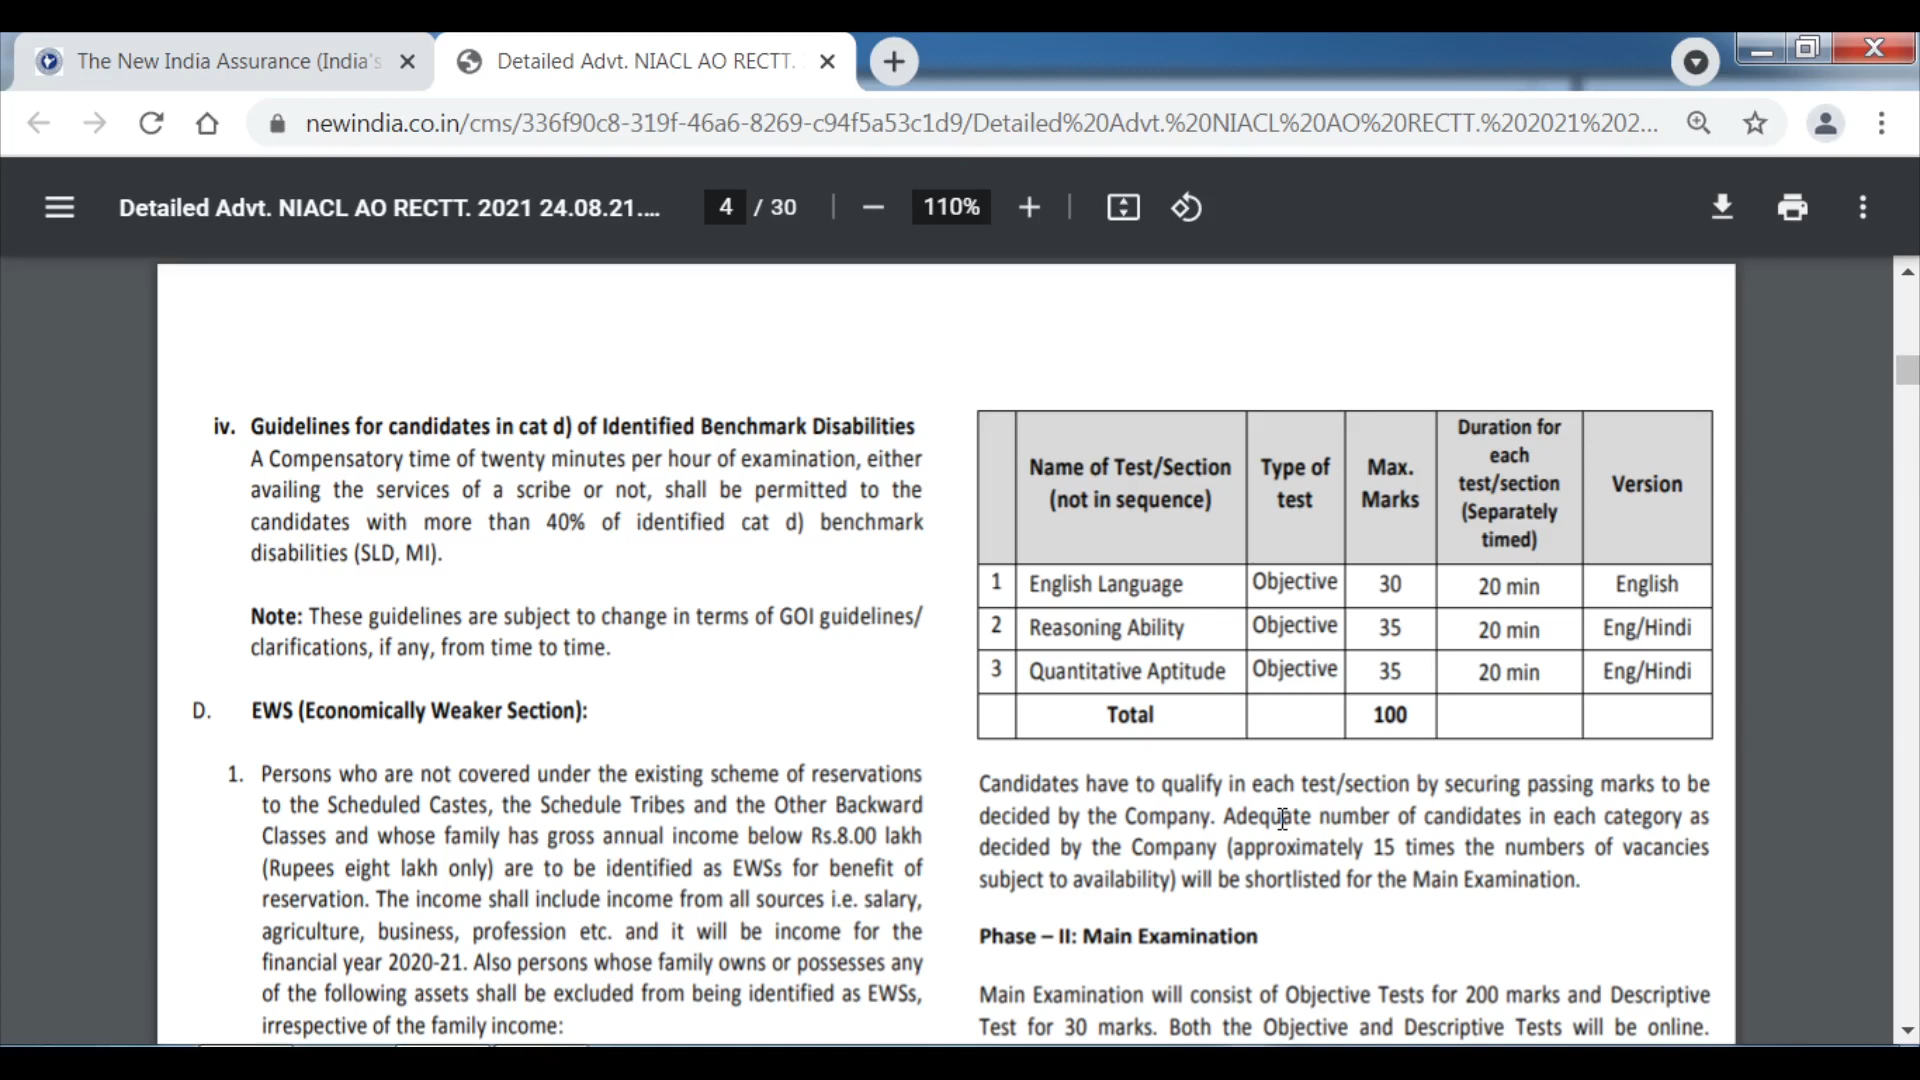 The New India Assurance (India's
Detailed Advt. NIACL AO RECTT.
newindia.co.in/cms/336f90c8-319f-46a6-8269-c94f5a53c1d9/Detailed%20Advt.%20NIACL%20AO%20RECTT.%202021%202...
Detailed Advt. NIACL AO RECTT. 2021 24.08.21....
4 / 30
110%
iv. Guidelines for candidates in cat d) of Identified Benchmark Disabilities
A Compensatory time of twenty minutes per hour of examination, either
availing the services of a scribe or not, shall be permitted to the
candidates with more than 40% of identified cat d) benchmark
disabilities (SLD, MI).
Note: These guidelines are subject to change in terms of GOI guidelines/
clarifications, if any, from time to time.
D. EWS (Economically Weaker Section):
1. Persons who are not covered under the existing scheme of reservations
to the Scheduled Castes, the Schedule Tribes and the Other Backward
Classes and whose family has gross annual income below Rs.8.00 lakh
(Rupees eight lakh only) are to be identified as EWSs for benefit of
reservation. The income shall include income from all sources i.e. salary,
agriculture, business, profession etc. and it will be income for the
financial year 2020-21. Also persons whose family owns or possesses any
of the following assets shall be excluded from being identified as EWSs,
irrespective of the family income:
Name of Test/Section (not in sequence) Type of test Max. Marks Duration for each test/section (Separately timed) Version
1 English Language Objective 30 20 min English
2 Reasoning Ability Objective 35 20 min Eng/Hindi
3 Quantitative Aptitude Objective 35 20 min Eng/Hindi
Total 100
Candidates have to qualify in each test/section by securing passing marks to be
decided by the Company. Adequate number of candidates in each category as
decided by the Company (approximately 15 times the numbers of vacancies
subject to availability) will be shortlisted for the Main Examination.
Phase – II: Main Examination
Main Examination will consist of Objective Tests for 200 marks and Descriptive
Test for 30 marks. Both the Objective and Descriptive Tests will be online.